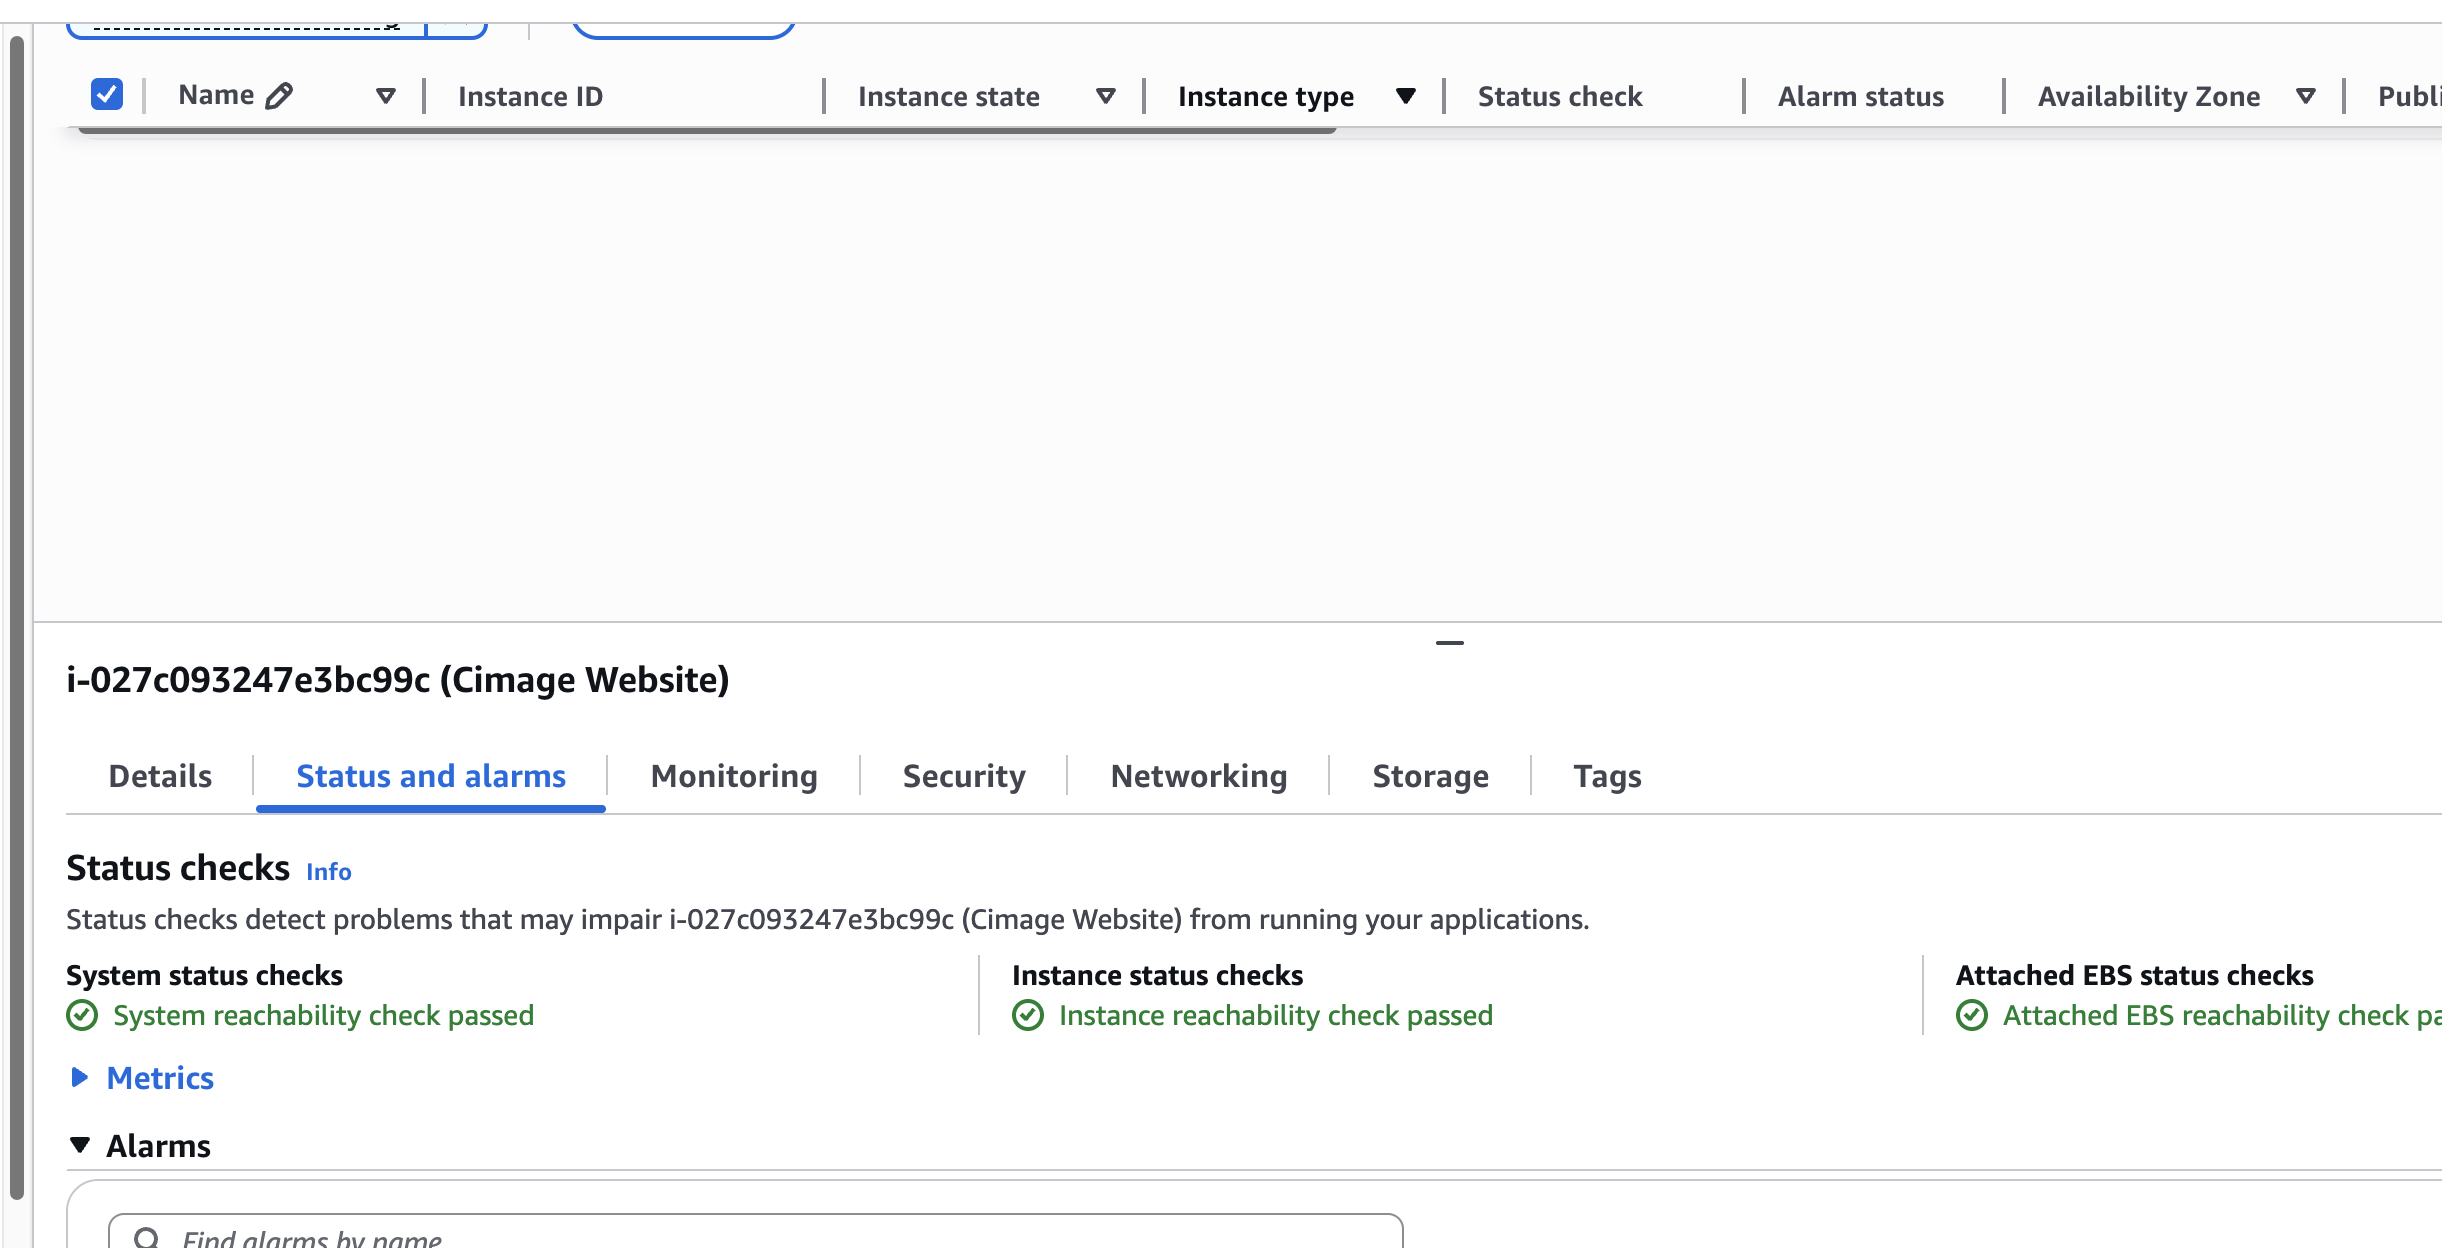 Name
Instance ID
Instance state
Instance type
Status check
Alarm status
Availability Zone
Publi
i-027c093247e3bc99c (Cimage Website)
Details
Status and alarms
Monitoring
Security
Networking
Storage
Tags
Status checks Info
Status checks detect problems that may impair i-027c093247e3bc99c (Cimage Website) from running your applications.
System status checks
System reachability check passed
Instance status checks
Instance reachability check passed
Attached EBS status checks
Attached EBS reachability check pa
Metrics
Alarms
Find alarms by name